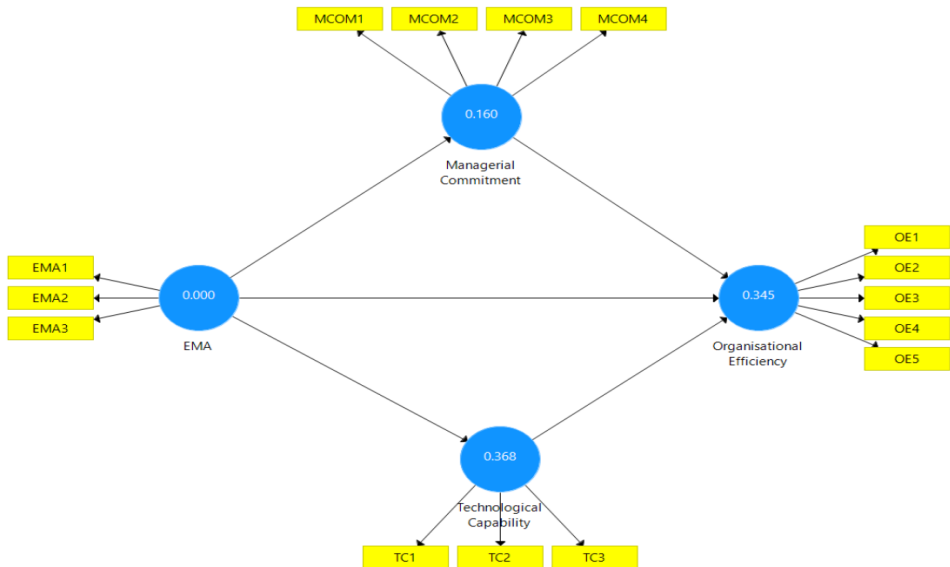 MCOM1
MCOM2
MCOM3
MCOM4
0.160
Managerial
Commitment
EMA1
EMA2
EMA3
0.000
EMA
0.345
Organisational
Efficiency
OE1
OE2
OE3
OE4
OE5
0.368
Technological
Capability
TC1
TC2
TC3